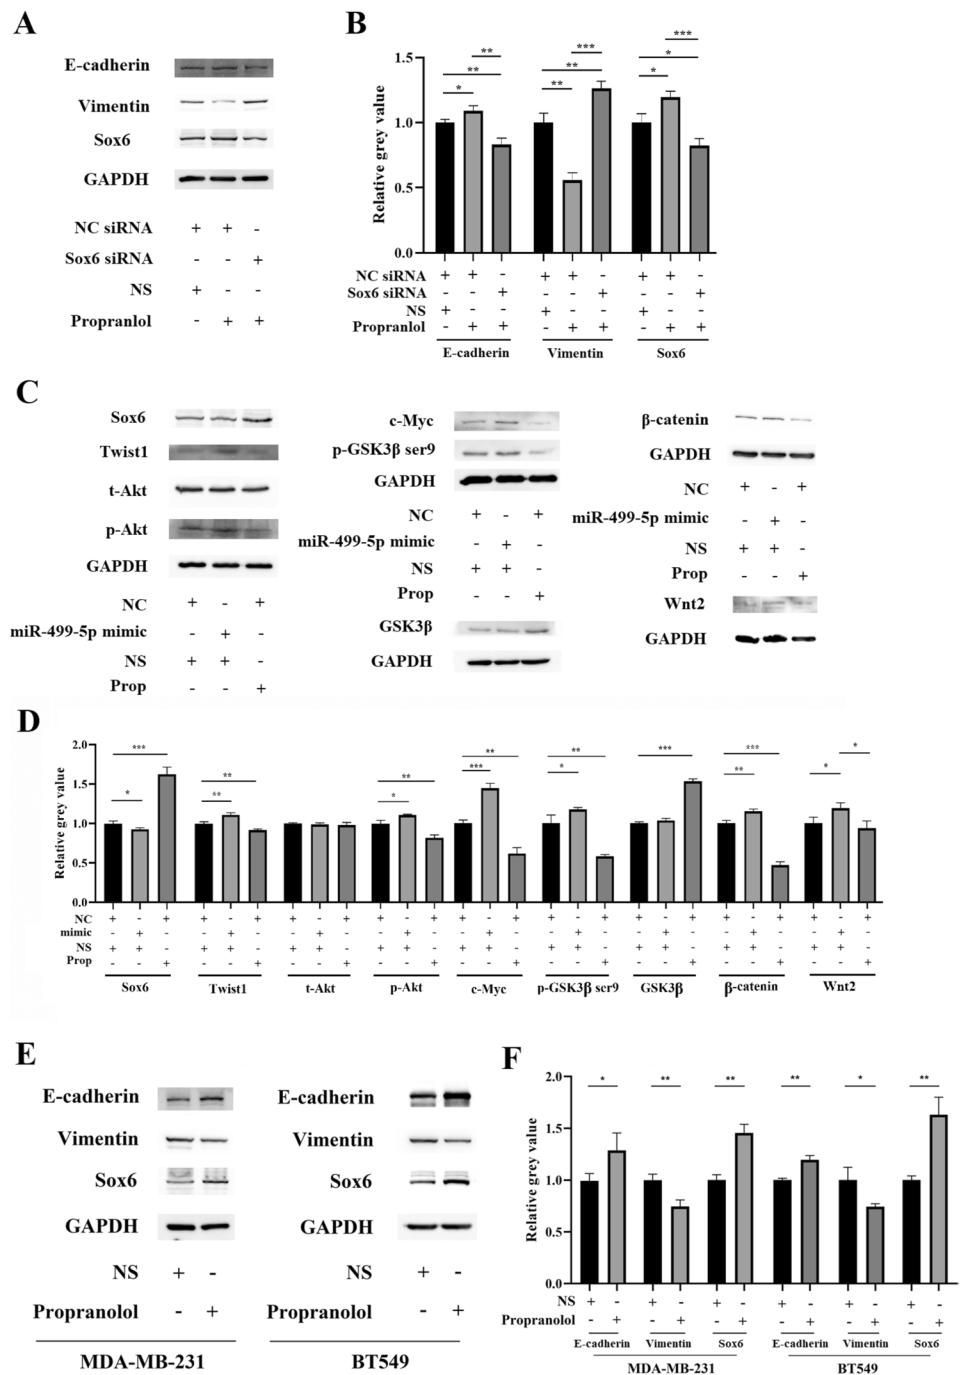 A
E-cadherin
Vimentin
Sox6
GAPDH
NC siRNA + + -
Sox6 siRNA - - +
NS + - -
Propranlol - + +
B
Relative grey value
1.5
1.0
0.5
0.0
** ** *
*** ** **
*** * *
NC siRNA + + - + + - + + -
Sox6 siRNA - - + - - + - - +
NS + - - + - - + - -
Propranlol - + + - + + - + +
E-cadherin Vimentin Sox6
C
Sox6
Twist1
t-Akt
p-Akt
GAPDH
NC + - +
miR-499-5p mimic - + -
NS + + -
Prop - - +
c-Myc
p-GSK3β ser9
GAPDH
NC + - +
miR-499-5p mimic - + -
NS + + -
Prop - - +
GSK3β
GAPDH
β-catenin
GAPDH
NC + - +
miR-499-5p mimic - + -
NS + + -
Prop - - +
Wnt2
GAPDH
D
Relative grey value
2.0
1.5
1.0
0.5
0.0
*** *
** **
** *
** ***
** *
***
*** **
* *
NC + - + + - + + - + + - + + - + + - + + - + + - + + - +
mimic - + - - + - - + - - + - - + - - + - - + - - + - - + -
NS + + - + + - + + - + + - + + - + + - + + - + + - + + -
Prop - - + - - + - - + - - + - - + - - + - - + - - + - - +
Sox6 Twist1 t-Akt p-Akt c-Myc p-GSK3β ser9 GSK3β β-catenin Wnt2
E
E-cadherin
Vimentin
Sox6
GAPDH
NS + -
Propranolol - +
MDA-MB-231
E-cadherin
Vimentin
Sox6
GAPDH
NS + -
Propranolol - +
BT549
F
Relative grey value
2.0
1.5
1.0
0.5
0.0
* ** ** ** * **
NS + - + - + - + - + - + -
Propranolol - + - + - + - + - + - +
E-cadherin Vimentin Sox6 E-cadherin Vimentin Sox6
MDA-MB-231 BT549